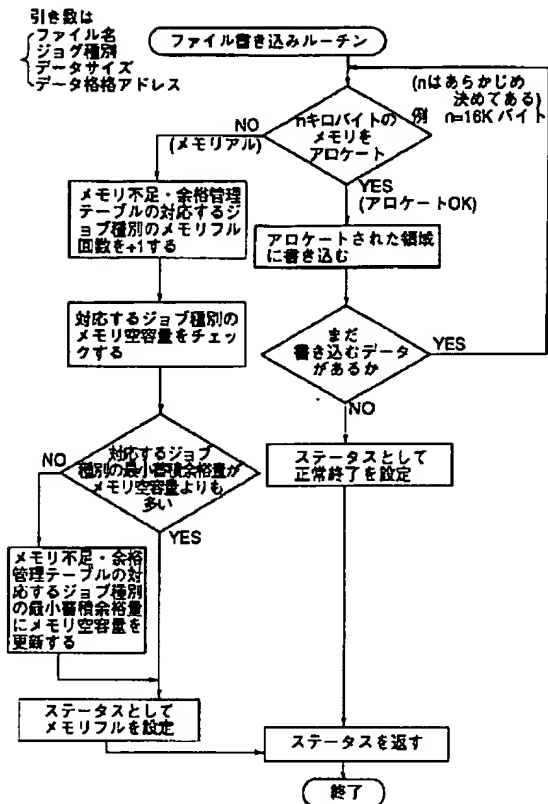 引き数は
ファイル名
ジョグ種別
データサイズ
データ格格アドレス
ファイル書き込みルーチン
(nはあらかじめ
決めてある)
例 n=16Kバイト
nキロバイトの
メモリを
アロケート
NO
(メモリアル)
YES
(アロケートOK)
メモリ不足・余裕管理
テーブルの対応するジ
ョブ種別のメモリフル
回数を+1する
アロケートされた領域
に書き込む
対応するジョブ種別の
メモリ空容量をチェッ
クする
まだ
書き込むデータ
があるか
YES
NO
対応するジョブ
種別の最小蓄積余裕量が
メモリ空容量よりも
多い
NO
YES
ステータスとして
正常終了を設定
メモリ不足・余裕
管理テーブルの対
応するジョブ種別
の最小蓄積余裕量
にメモリ空容量を
更新する
ステータスとして
メモリフルを設定
ステータスを返す
終了